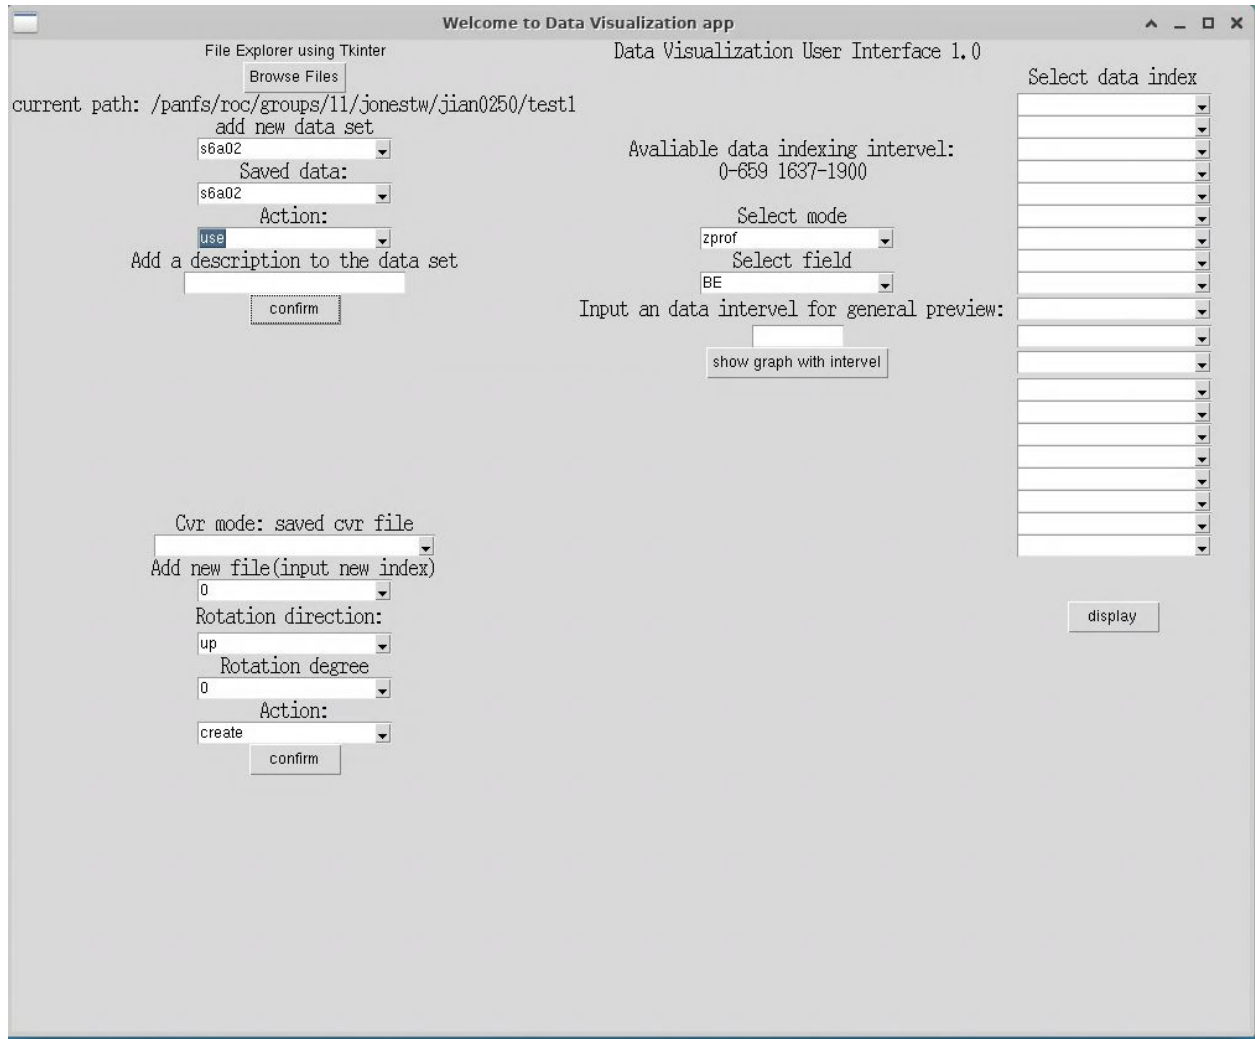 Welcome to Data Visualization app
File Explorer using Tkinter
Browse Files
current path: /panfs/roc/groups/11/jonestw/jian0250/test1
add new data set
s6a02
Saved data:
s6a02
Action:
use
Add a description to the data set
confirm
Cvr mode: saved cvr file
Add new file(input new index)
0
Rotation direction:
up
Rotation degree
0
Action:
create
confirm
Data Visualization User Interface 1.0
Avaliable data indexing intervel:
0-659 1637-1900
Select mode
zprof
Select field
BE
Input an data intervel for general preview:
show graph with intervel
Select data index
display